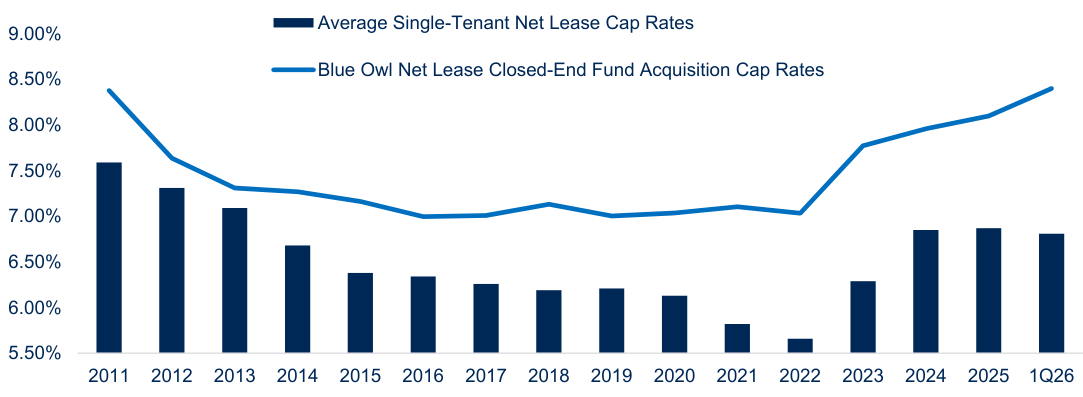 Average Single-Tenant Net Lease Cap Rates
Blue Owl Net Lease Closed-End Fund Acquisition Cap Rates
9.00%
8.50%
8.00%
7.50%
7.00%
6.50%
6.00%
5.50%
2011 2012 2013 2014 2015 2016 2017 2018 2019 2020 2021 2022 2023 2024 2025 1Q26